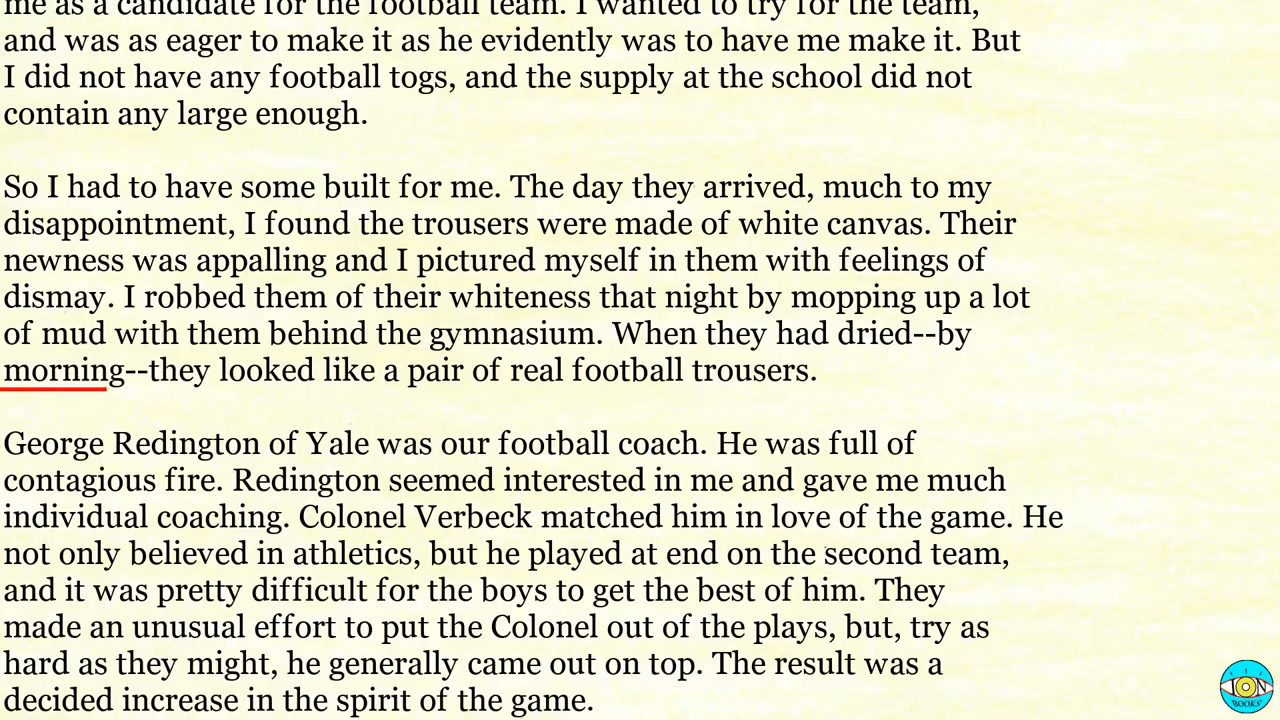 me as a candidate for the football team. I wanted to try for the team,
and was as eager to make it as he evidently was to have me make it. But
I did not have any football togs, and the supply at the school did not
contain any large enough.
So I had to have some built for me. The day they arrived, much to my
disappointment, I found the trousers were made of white canvas. Their
newness was appalling and I pictured myself in them with feelings of
dismay. I robbed them of their whiteness that night by mopping up a lot
of mud with them behind the gymnasium. When they had dried--by
morning--they looked like a pair of real football trousers.
George Redington of Yale was our football coach. He was full of
contagious fire. Redington seemed interested in me and gave me much
individual coaching. Colonel Verbeck matched him in love of the game. He
not only believed in athletics, but he played at end on the second team,
and it was pretty difficult for the boys to get the best of him. They
made an unusual effort to put the Colonel out of the plays, but, try as
hard as they might, he generally came out on top. The result was a
decided increase in the spirit of the game.
ION
BOOKS